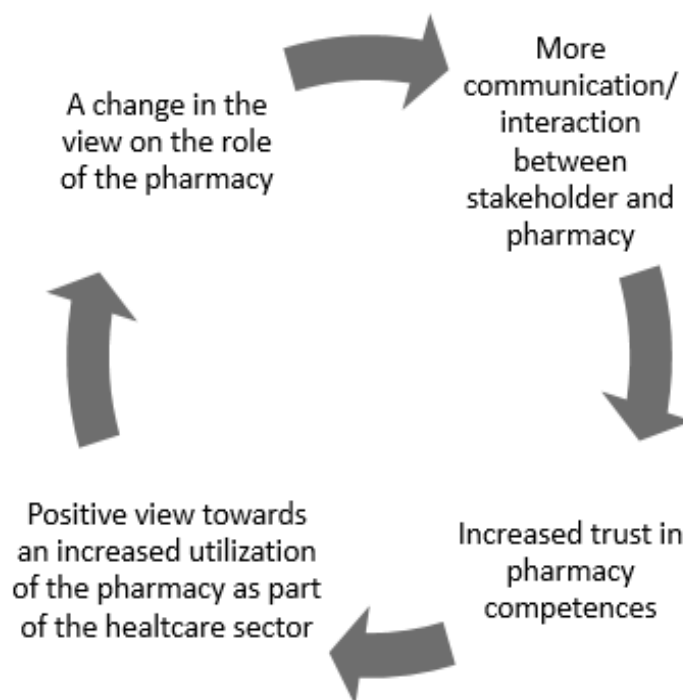 A change in the
view on the role
of the pharmacy
More
communication/
interaction
between
stakeholder and
pharmacy
Increased trust in
pharmacy
competences
Positive view towards
an increased utilization
of the pharmacy as part
of the healtcare sector